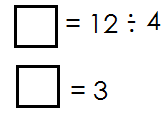 □ = 12 ÷ 4
□ = 3